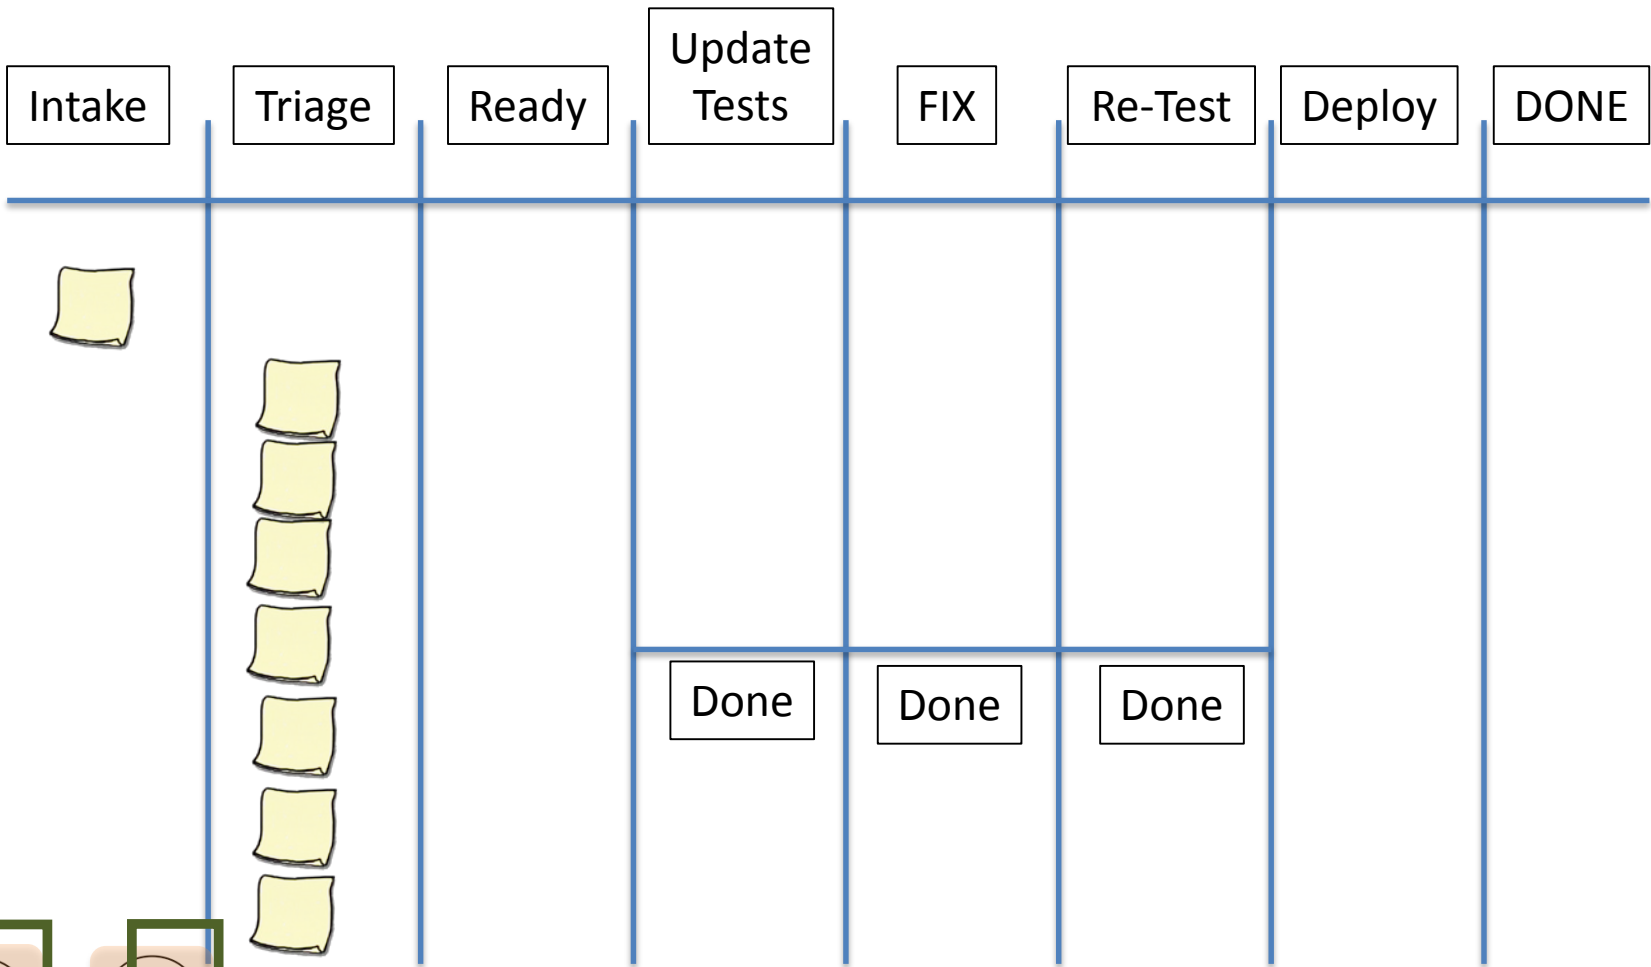 Intake
Triage
Ready
Update
Tests
FIX
Re-Test
Deploy
DONE
Done
Done
Done